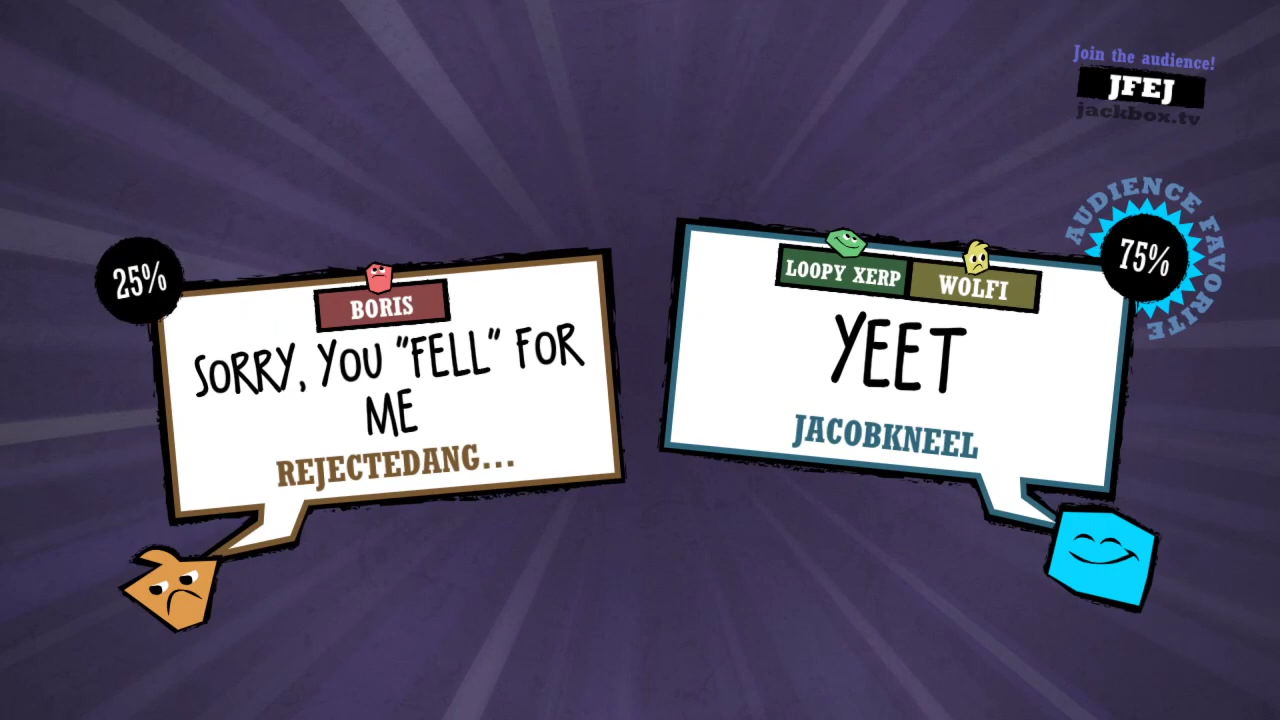 Join the audience!
JFEJ
jackbox.tv
AUDIENCE FAVORITE
25%
75%
BORIS
SORRY, YOU "FELL" FOR
ME
REJECTEDANG...
LOOPY XERP
WOLFI
YEET
JACOBKNEEL